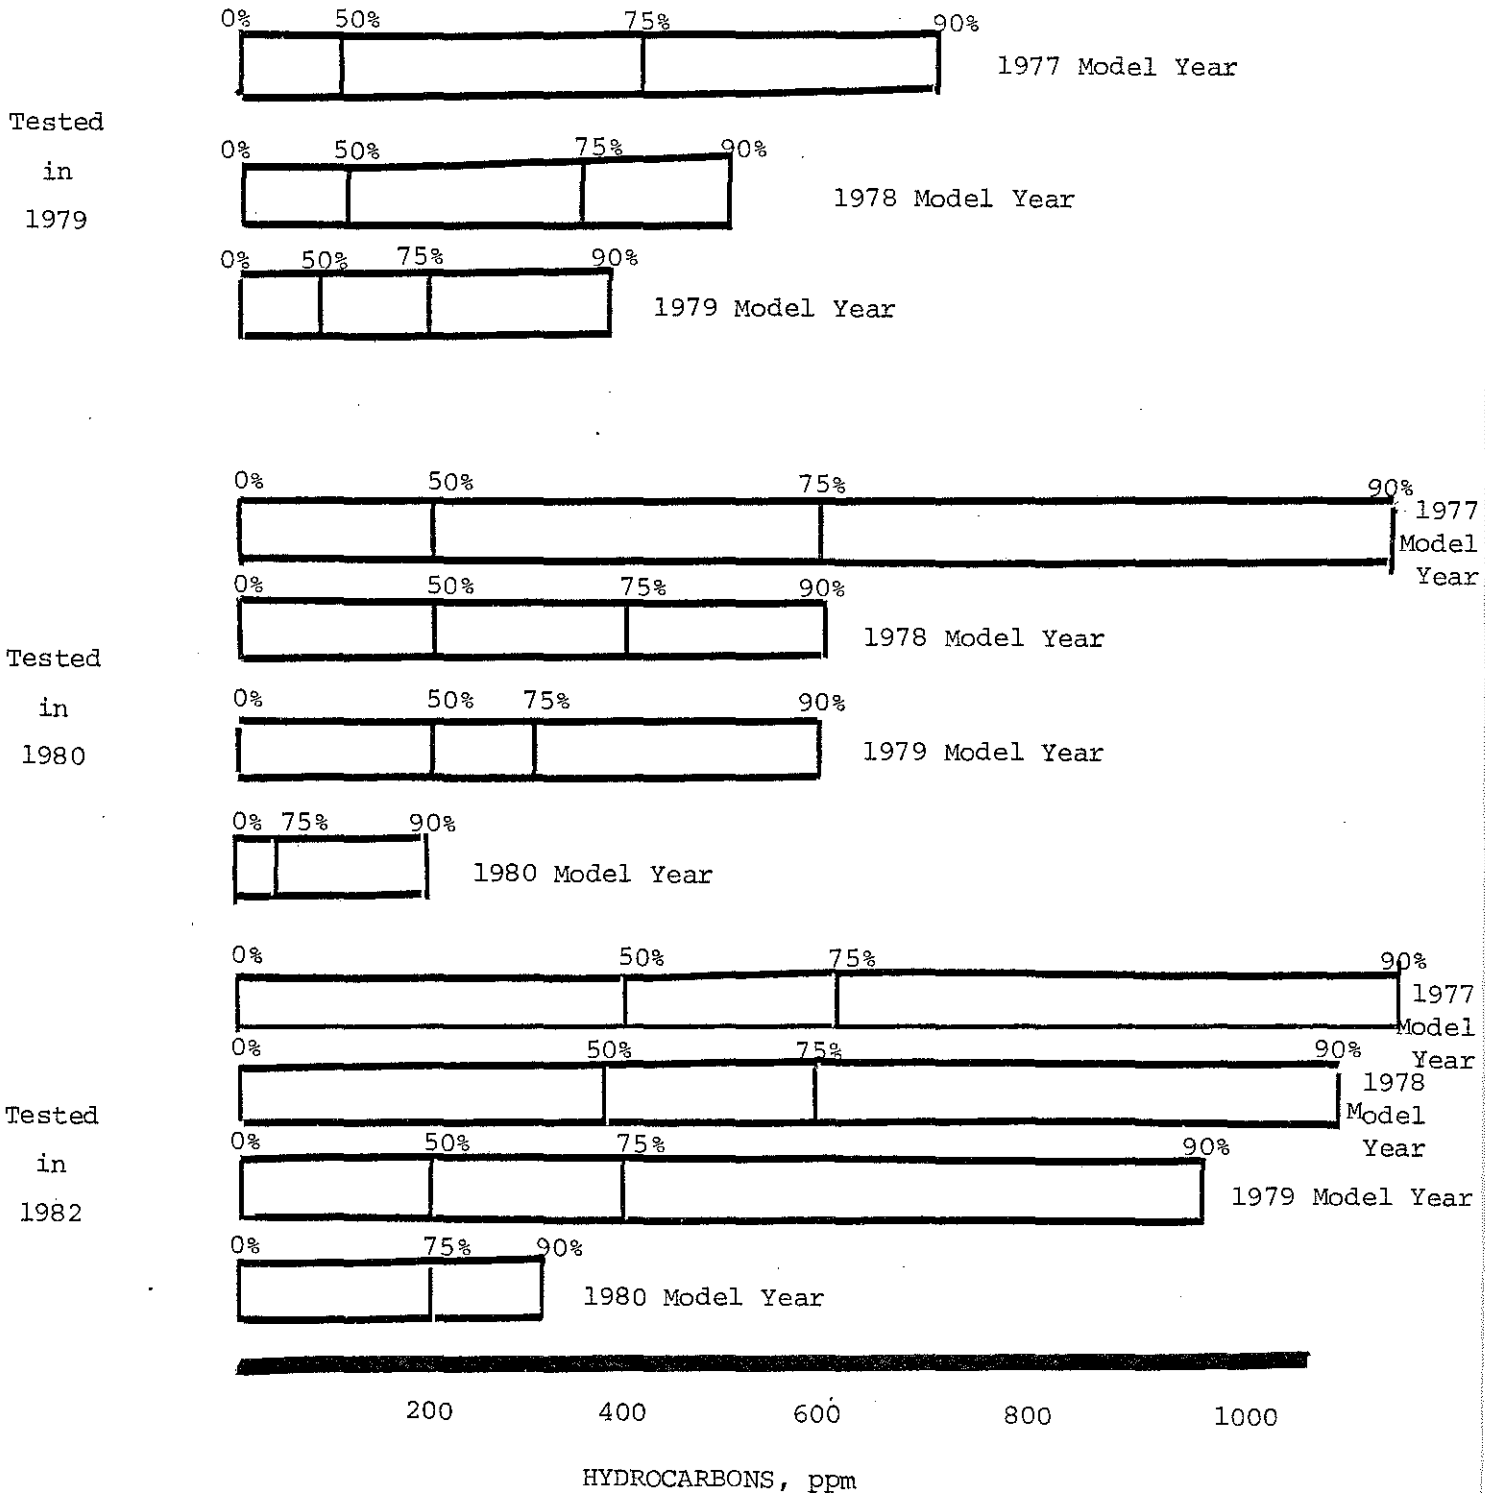 0% 50% 75% 90%
1977 Model Year
Tested
in
1979
0% 50% 75% 90%
1978 Model Year
0% 50% 75% 90%
1979 Model Year
0% 50% 75% 90%
1977
Model
Year
0% 50% 75% 90%
1978 Model Year
Tested
in
1980
0% 50% 75% 90%
1979 Model Year
0% 75% 90%
1980 Model Year
0% 50% 75% 90%
1977
Model
Year
0% 50% 75% 90%
1978
Model
Year
Tested
in
1982
0% 50% 75% 90%
1979 Model Year
0% 75% 90%
1980 Model Year
200 400 600 800 1000
HYDROCARBONS, ppm